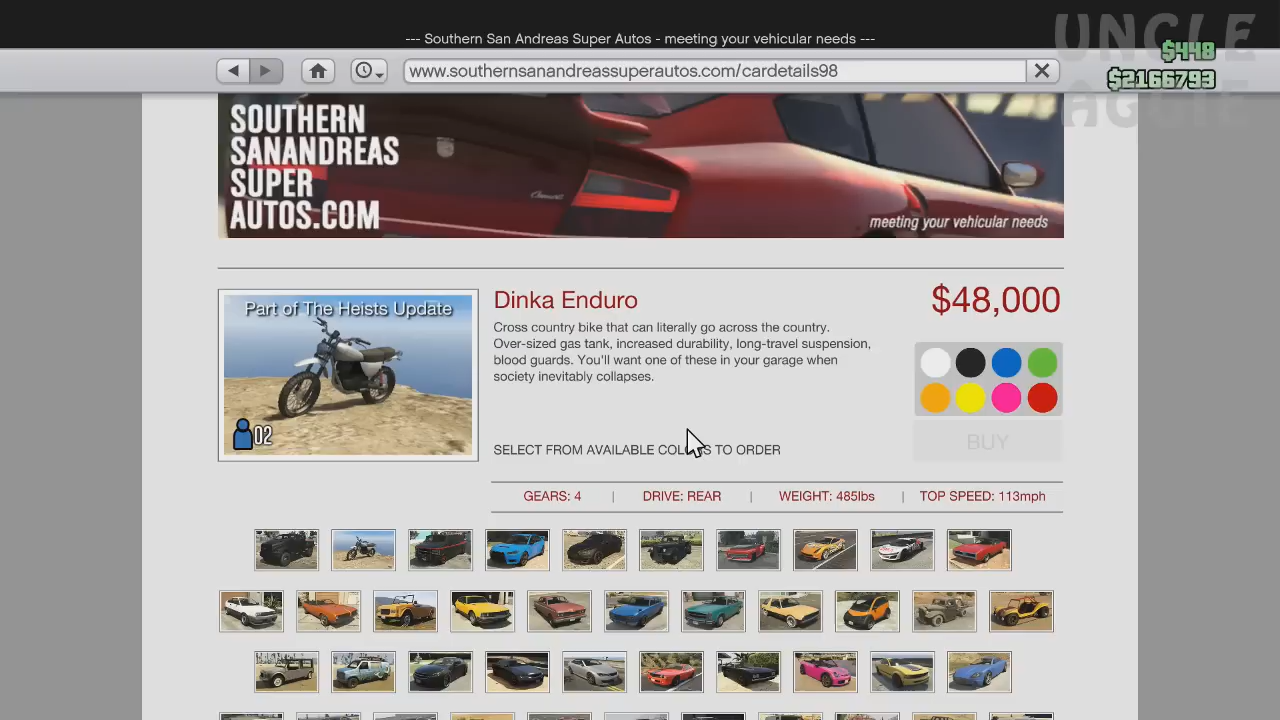 --- Southern San Andreas Super Autos - meeting your vehicular needs ---
UNCLE
AGGIE
$448
$2166793
www.southernsanandreassuperautos.com/cardetails98
SOUTHERN
SANANDREAS
SUPER
AUTOS.COM
meeting your vehicular needs
Part of The Heists Update
02
Dinka Enduro
$48,000
Cross country bike that can literally go across the country.
Over-sized gas tank, increased durability, long-travel suspension,
blood guards. You'll want one of these in your garage when
society inevitably collapses.
SELECT FROM AVAILABLE COLORS TO ORDER
BUY
GEARS: 4 | DRIVE: REAR | WEIGHT: 485lbs | TOP SPEED: 113mph